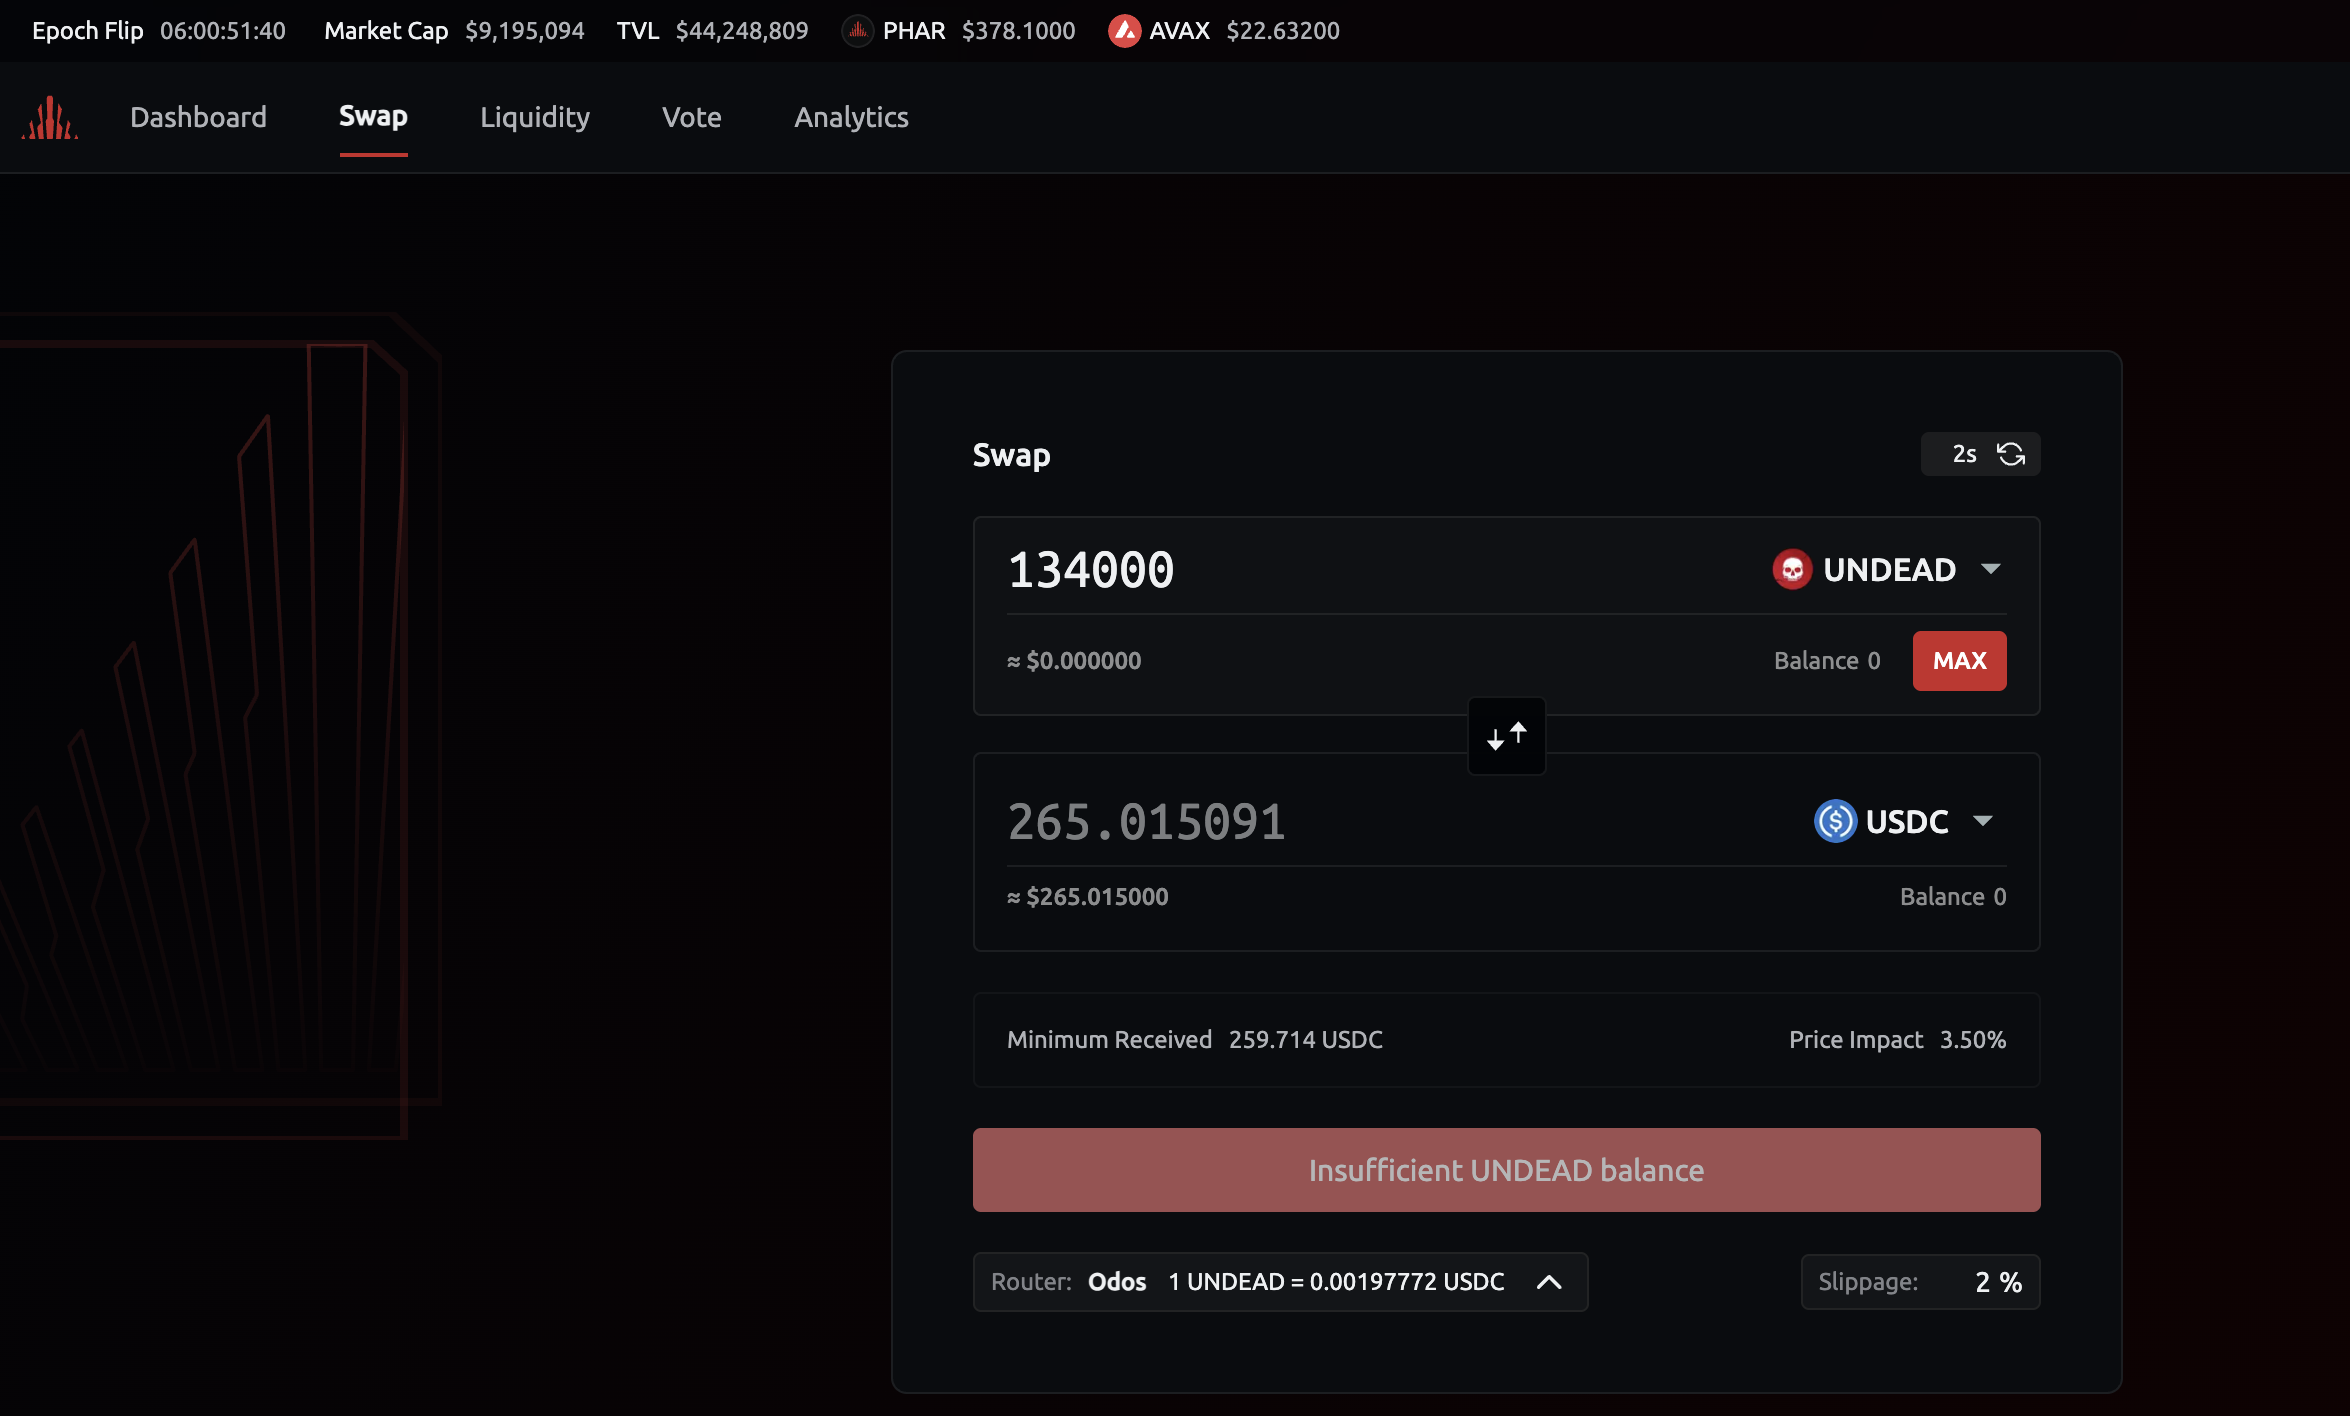 Epoch Flip 06:00:51:40 Market Cap $9,195,094 TVL $44,248,809 PHAR $378.1000 AVAX $22.63200
Dashboard Swap Liquidity Vote Analytics
Swap 2s
134000 UNDEAD
≈ $0.000000 Balance 0 MAX
265.015091 USDC
≈ $265.015000 Balance 0
Minimum Received 259.714 USDC Price Impact 3.50%
Insufficient UNDEAD balance
Router: Odos 1 UNDEAD = 0.00197772 USDC Slippage: 2 %